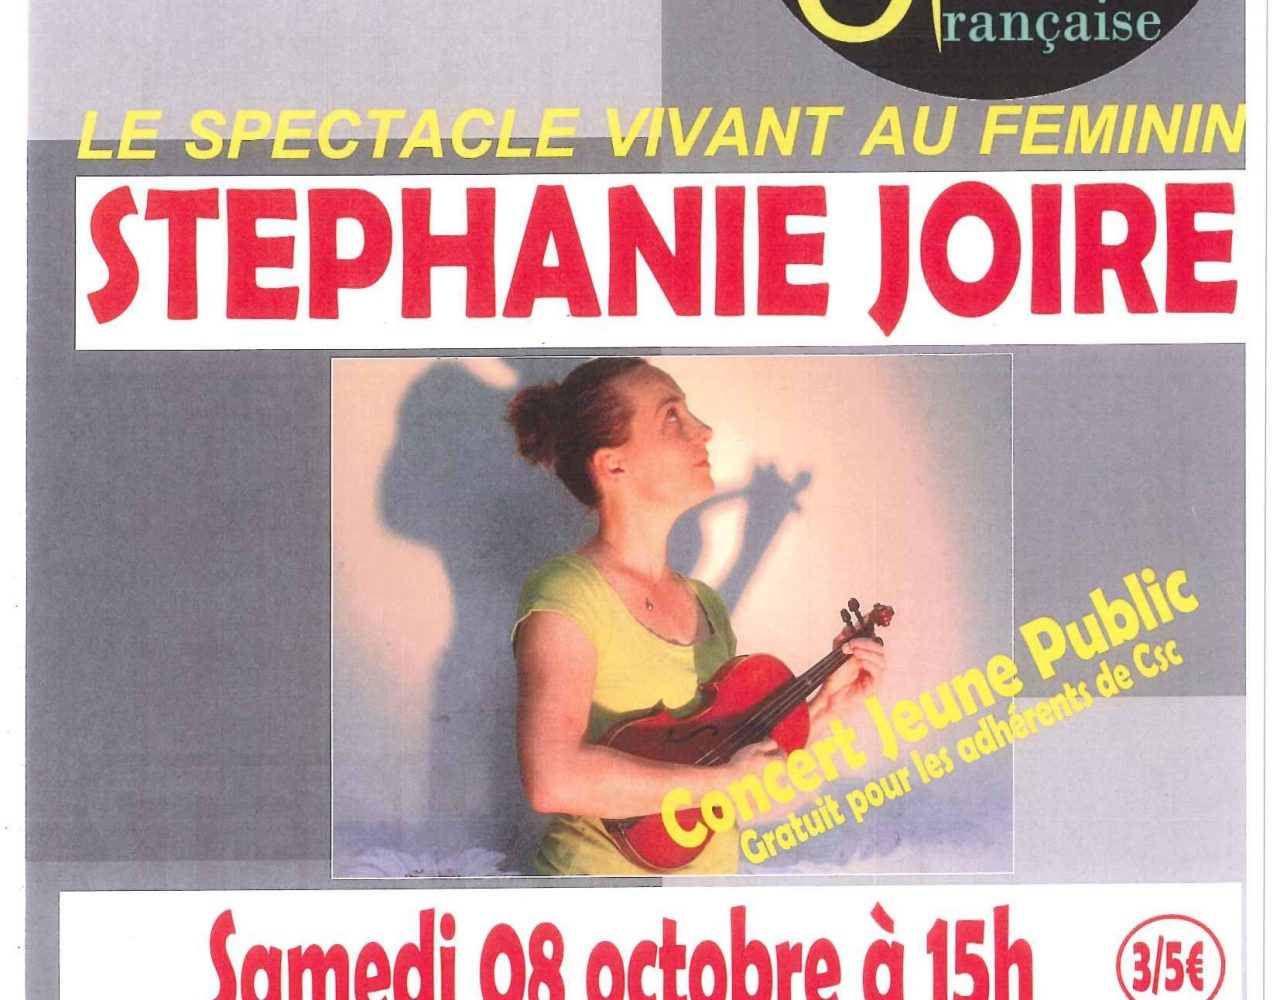 rançaise
LE SPECTACLE VIVANT AU FEMININ
STEPHANIE JOIRE
Concert Jeune Public
Gratuit pour les adhérents de Csc
Samedi 08 octobre à 15h
3/5€